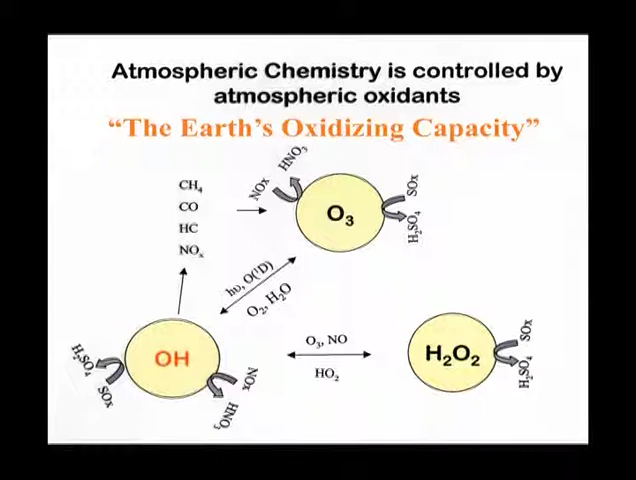 Atmospheric Chemistry is controlled by
atmospheric oxidants
“The Earth’s Oxidizing Capacity”
CH₄
CO
HC
NOₓ
NOx
HNO₃
O₃
SOx
H₂SO₄
hυ, O(¹D)
O₂, H₂O
OH
H₂SO₄
SOx
NOx
HNO₃
O₃, NO
HO₂
H₂O₂
SOx
H₂SO₄